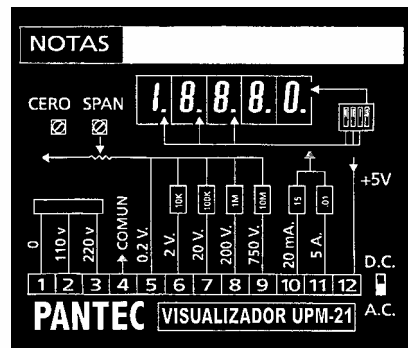 NOTAS
1.8.8.8.0.
CERO SPAN
+5V
10K 100K 1M 10M 15 .01
0 110 v 220 v COMUN 0.2 V. 2 V. 20 V. 200 V. 750 V. 20 mA. 5 A.
D.C.
1 2 3 4 5 6 7 8 9 10 11 12
A.C.
PANTEC VISUALIZADOR UPM-21